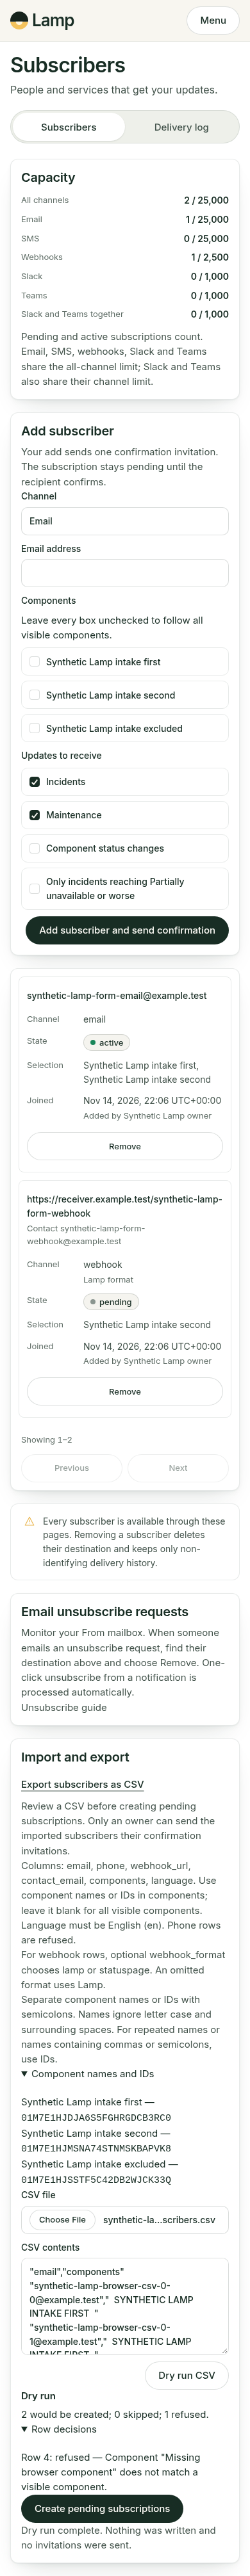 Lamp
Menu
Subscribers
People and services that get your updates.
Subscribers
Delivery log
Capacity
All channels 2 / 25,000
Email 1 / 25,000
SMS 0 / 25,000
Webhooks 1 / 2,500
Slack 0 / 1,000
Teams 0 / 1,000
Slack and Teams together 0 / 1,000
Pending and active subscriptions count.
Email, SMS, webhooks, Slack and Teams
share the all-channel limit; Slack and Teams
also share their channel limit.
Add subscriber
Your add sends one confirmation invitation.
The subscription stays pending until the
recipient confirms.
Channel
Email
Email address
Components
Leave every box unchecked to follow all
visible components.
Synthetic Lamp intake first
Synthetic Lamp intake second
Synthetic Lamp intake excluded
Updates to receive
Incidents
Maintenance
Component status changes
Only incidents reaching Partially
unavailable or worse
Add subscriber and send confirmation
synthetic-lamp-form-email@example.test
Channel email
State active
Selection Synthetic Lamp intake first,
Synthetic Lamp intake second
Joined Nov 14, 2026, 22:06 UTC+00:00
Added by Synthetic Lamp owner
Remove
https://receiver.example.test/synthetic-lamp-
form-webhook
Contact synthetic-lamp-form-
webhook@example.test
Channel webhook
Lamp format
State pending
Selection Synthetic Lamp intake second
Joined Nov 14, 2026, 22:06 UTC+00:00
Added by Synthetic Lamp owner
Remove
Showing 1–2
Previous
Next
Every subscriber is available through these
pages. Removing a subscriber deletes
their destination and keeps only non-
identifying delivery history.
Email unsubscribe requests
Monitor your From mailbox. When someone
emails an unsubscribe request, find their
destination above and choose Remove. One-
click unsubscribe from a notification is
processed automatically.
Unsubscribe guide
Import and export
Export subscribers as CSV
Review a CSV before creating pending
subscriptions. Only an owner can send the
imported subscribers their confirmation
invitations.
Columns: email, phone, webhook_url,
contact_email, components, language. Use
component names or IDs in components;
leave it blank for all visible components.
Language must be English (en). Phone rows
are refused.
For webhook rows, optional webhook_format
chooses lamp or statuspage. An omitted
format uses Lamp.
Separate component names or IDs with
semicolons. Names ignore letter case and
surrounding spaces. For repeated names or
names containing commas or semicolons,
use IDs.
▼ Component names and IDs
Synthetic Lamp intake first —
01M7E1HJDJA6S5FGHRGDCB3RC0
Synthetic Lamp intake second —
01M7E1HJMSNA74STNMSKBAPVK8
Synthetic Lamp intake excluded —
01M7E1HJSSTF5C42DB2WJCK33Q
CSV file
Choose File synthetic-la...scribers.csv
CSV contents
"email","components"
"synthetic-lamp-browser-csv-0-
0@example.test"," SYNTHETIC LAMP
INTAKE FIRST "
"synthetic-lamp-browser-csv-0-
1@example.test"," SYNTHETIC LAMP
INTAKE FIRST "
Dry run CSV
Dry run
2 would be created; 0 skipped; 1 refused.
▼ Row decisions
Row 4: refused — Component "Missing
browser component" does not match a
visible component.
Create pending subscriptions
Dry run complete. Nothing was written and
no invitations were sent.